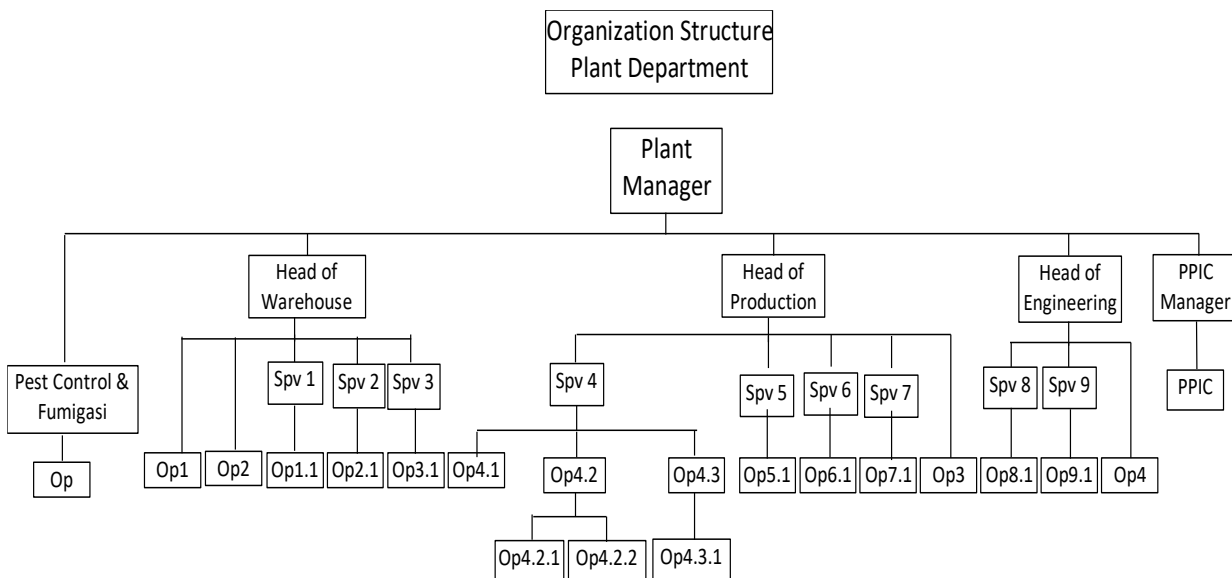 Organization Structure
Plant Department
Plant
Manager
Head of
Warehouse
Head of
Production
Head of
Engineering
PPIC
Manager
Pest Control &
Fumigasi
Spv 1
Spv 2
Spv 3
Spv 4
Spv 5
Spv 6
Spv 7
Spv 8
Spv 9
PPIC
Op
Op1
Op2
Op1.1
Op2.1
Op3.1
Op4.1
Op4.2
Op4.3
Op5.1
Op6.1
Op7.1
Op3
Op8.1
Op9.1
Op4
Op4.2.1
Op4.2.2
Op4.3.1